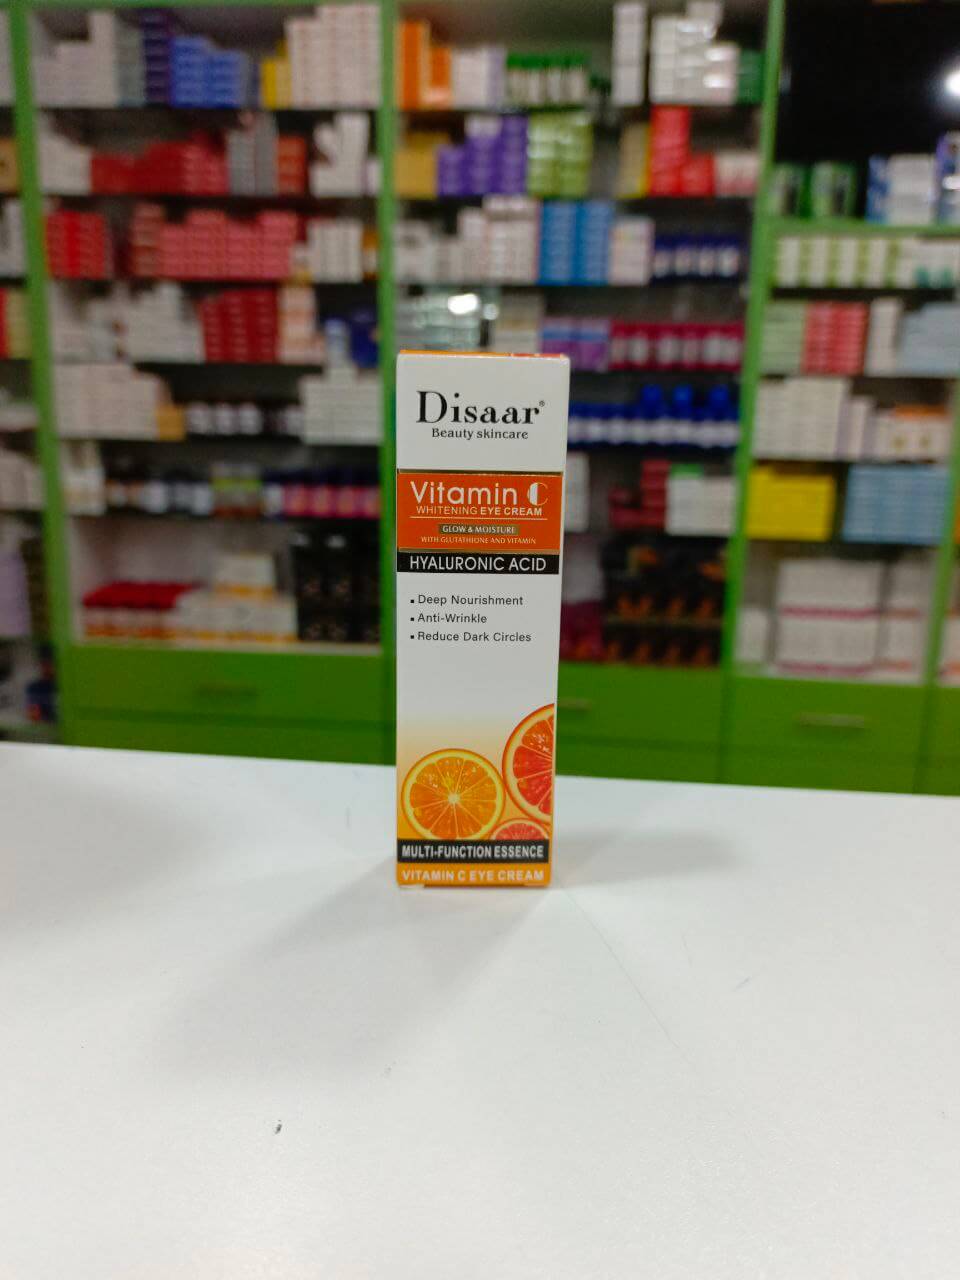 Disaar®
Beauty skincare
Vitamin C
WHITENING EYE CREAM
GLOW & MOISTURE
WITH GLUTATHIONE AND VITAMIN
HYALURONIC ACID
▪ Deep Nourishment
▪ Anti-Wrinkle
▪ Reduce Dark Circles
MULTI-FUNCTION ESSENCE
VITAMIN C EYE CREAM